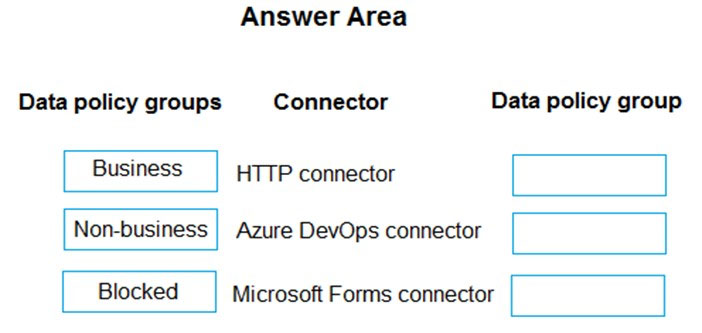 Answer Area
Data policy groups Connector Data policy group
Business HTTP connector
Non-business Azure DevOps connector
Blocked Microsoft Forms connector